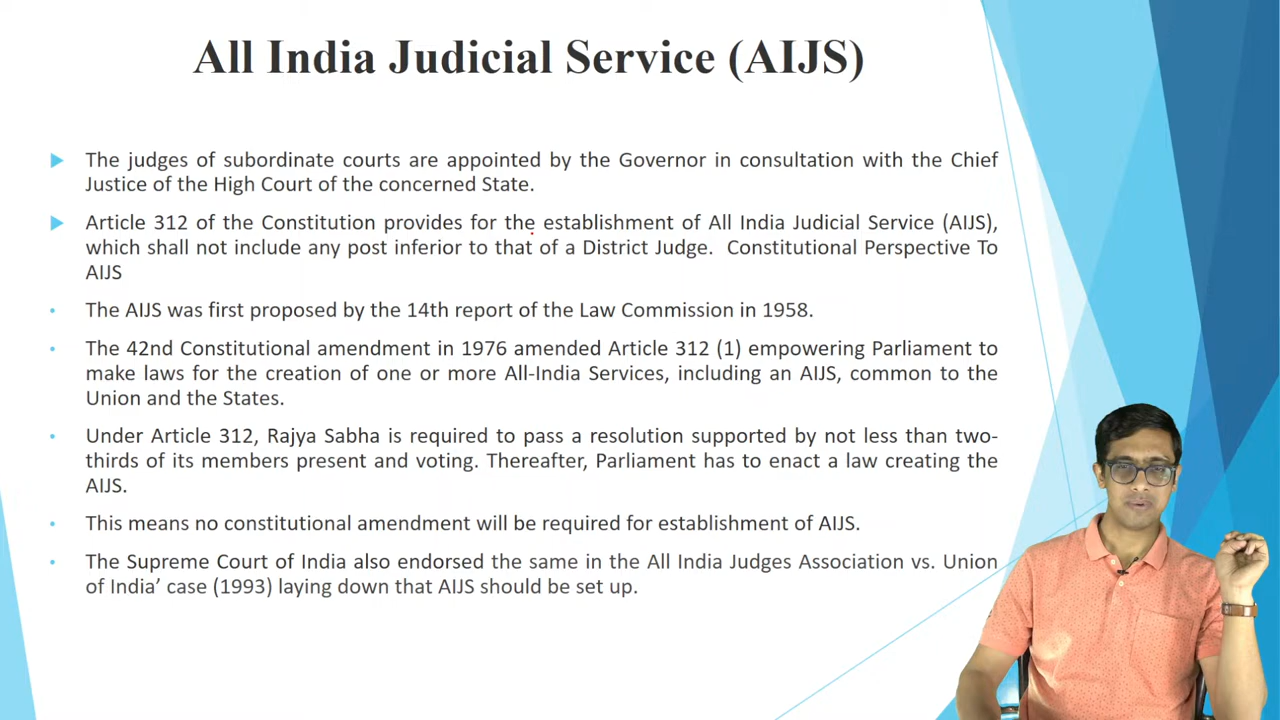 All India Judicial Service (AIJS)
The judges of subordinate courts are appointed by the Governor in consultation with the Chief
Justice of the High Court of the concerned State.
Article 312 of the Constitution provides for the establishment of All India Judicial Service (AIJS),
which shall not include any post inferior to that of a District Judge. Constitutional Perspective To
AIJS
The AIJS was first proposed by the 14th report of the Law Commission in 1958.
The 42nd Constitutional amendment in 1976 amended Article 312 (1) empowering Parliament to
make laws for the creation of one or more All-India Services, including an AIJS, common to the
Union and the States.
Under Article 312, Rajya Sabha is required to pass a resolution supported by not less than two-
thirds of its members present and voting. Thereafter, Parliament has to enact a law creating the
AIJS.
This means no constitutional amendment will be required for establishment of AIJS.
The Supreme Court of India also endorsed the same in the All India Judges Association vs. Union
of India’ case (1993) laying down that AIJS should be set up.